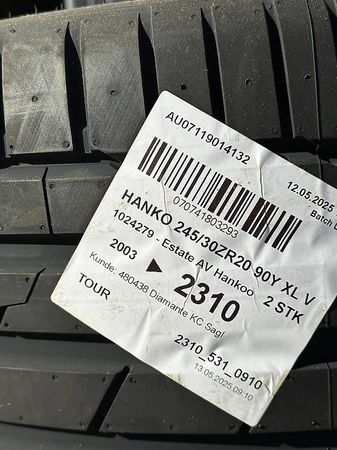 AU07119014132
12.05.2025
Batch
070741803293
HANKO 245/30ZR20 90Y XL V
1024279 - Estate AV Hankoo 2 STK
2003 ▶ 2310
Kunde: 480438 Diamante KC Sagl
TOUR
2310_531_0910
13.05.2025 09:10